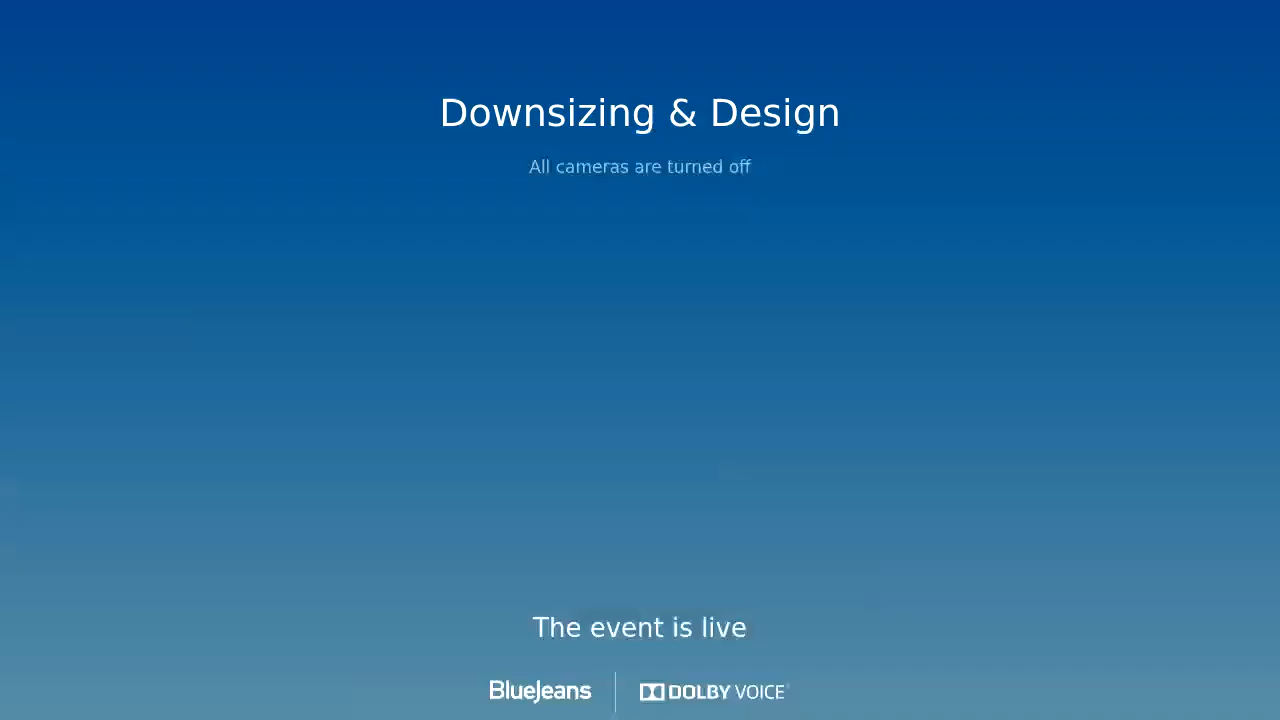 Downsizing & Design
All cameras are turned off
The event is live
BlueJeans
DOLBY VOICE